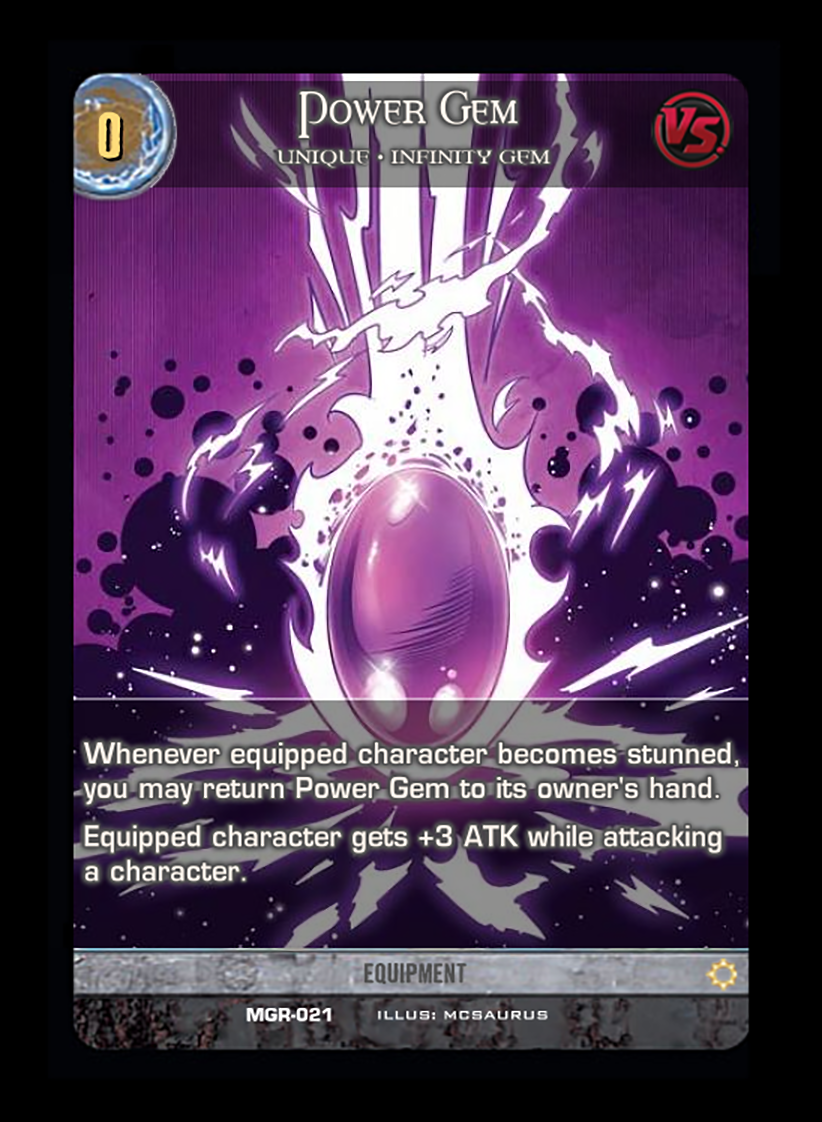 0
Power Gem
VS.
Unique • Infinity Gem
Whenever equipped character becomes stunned,
you may return Power Gem to its owner's hand.
Equipped character gets +3 ATK while attacking
a character.
EQUIPMENT
MGR-021 ILLUS: MCSAURUS